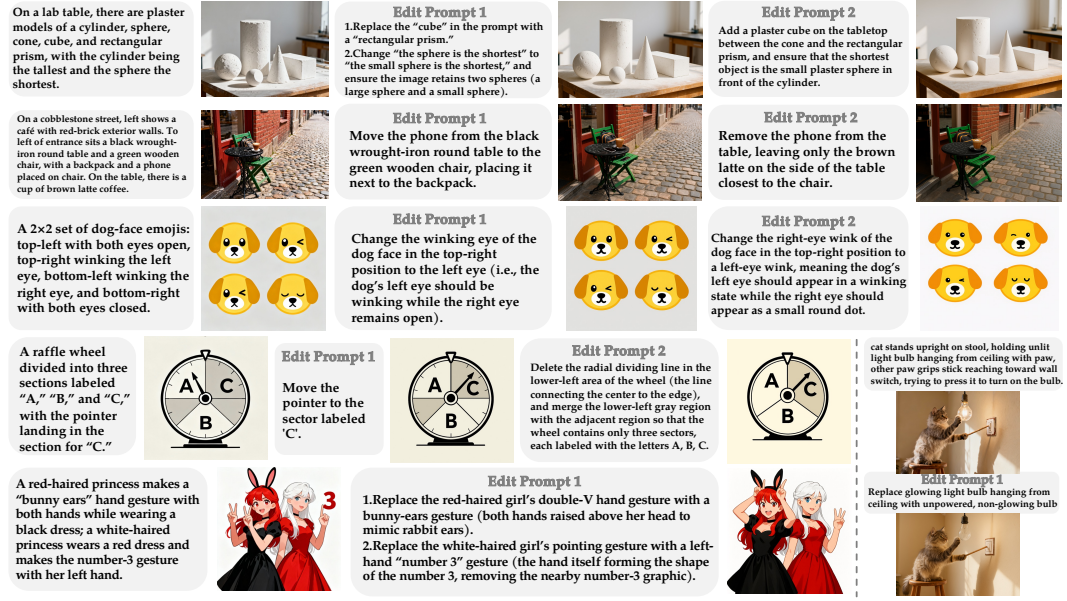 On a lab table, there are plaster
models of a cylinder, sphere,
cone, cube, and rectangular
prism, with the cylinder being
the tallest and the sphere the
shortest.
Edit Prompt 1
1.Replace the “cube” in the prompt with
a “rectangular prism.”
2.Change “the sphere is the shortest” to
“the small sphere is the shortest,” and
ensure the image retains two spheres (a
large sphere and a small sphere).
Edit Prompt 2
Add a plaster cube on the tabletop
between the cone and the rectangular
prism, and ensure that the shortest
object is the small plaster sphere in
front of the cylinder.
On a cobblestone street, left shows a
café with red-brick exterior walls. To
left of entrance sits a black wrought-
iron round table and a green wooden
chair, with a backpack and a phone
placed on chair. On the table, there is a
cup of brown latte coffee.
Edit Prompt 1
Move the phone from the black
wrought-iron round table to the
green wooden chair, placing it
next to the backpack.
Edit Prompt 2
Remove the phone from the
table, leaving only the brown
latte on the side of the table
closest to the chair.
A 2×2 set of dog-face emojis:
top-left with both eyes open,
top-right winking the left
eye, bottom-left winking the
right eye, and bottom-right
with both eyes closed.
Edit Prompt 1
Change the winking eye of the
dog face in the top-right
position to the left eye (i.e., the
dog’s left eye should be
winking while the right eye
remains open).
Edit Prompt 2
Change the right-eye wink of the
dog face in the top-right position to
a left-eye wink, meaning the dog’s
left eye should appear in a winking
state while the right eye should
appear as a small round dot.
A raffle wheel
divided into three
sections labeled
“A,” “B,” and “C,”
with the pointer
landing in the
section for “C.”
A C
B
Edit Prompt 1
Move the
pointer to the
sector labeled
'C'.
A C
B
Edit Prompt 2
Delete the radial dividing line in the
lower-left area of the wheel (the line
connecting the center to the edge),
and merge the lower-left gray region
with the adjacent region so that the
wheel contains only three sectors,
each labeled with the letters A, B, C.
A C
B
cat stands upright on stool, holding unlit
light bulb hanging from ceiling with paw,
other paw grips stick reaching toward wall
switch, trying to press it to turn on the bulb.
Edit Prompt 1
Replace glowing light bulb hanging from
ceiling with unpowered, non-glowing bulb
A red-haired princess makes a
“bunny ears” hand gesture with
both hands while wearing a
black dress; a white-haired
princess wears a red dress and
makes the number-3 gesture
with her left hand.
3
Edit Prompt 1
1.Replace the red-haired girl’s double-V hand gesture with a
bunny-ears gesture (both hands raised above her head to
mimic rabbit ears).
2.Replace the white-haired girl’s pointing gesture with a left-
hand “number 3” gesture (the hand itself forming the shape
of the number 3, removing the nearby number-3 graphic).